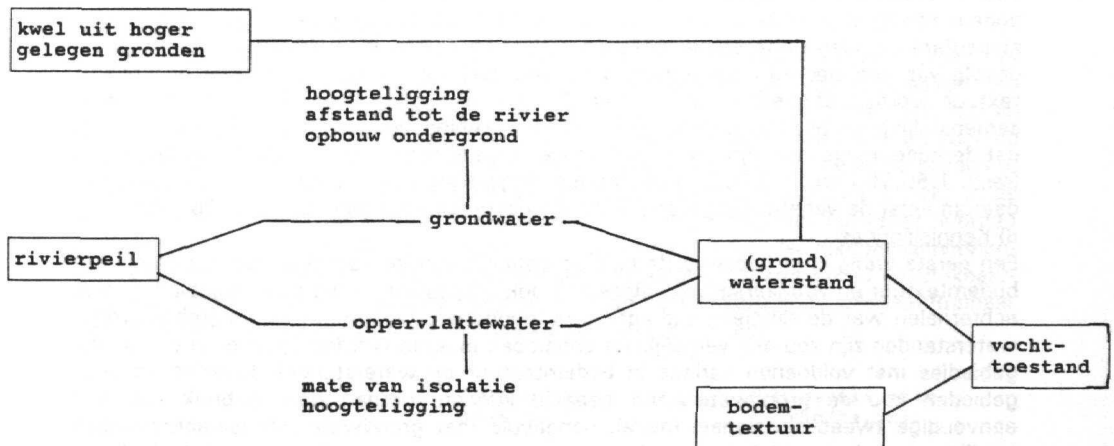 kwel uit hoger
gelegen gronden
hoogteligging
afstand tot de rivier
opbouw ondergrond
grondwater
rivierpeil
(grond)
waterstand
oppervlaktewater
vocht-
toestand
mate van isolatie
hoogteligging
bodem-
textuur